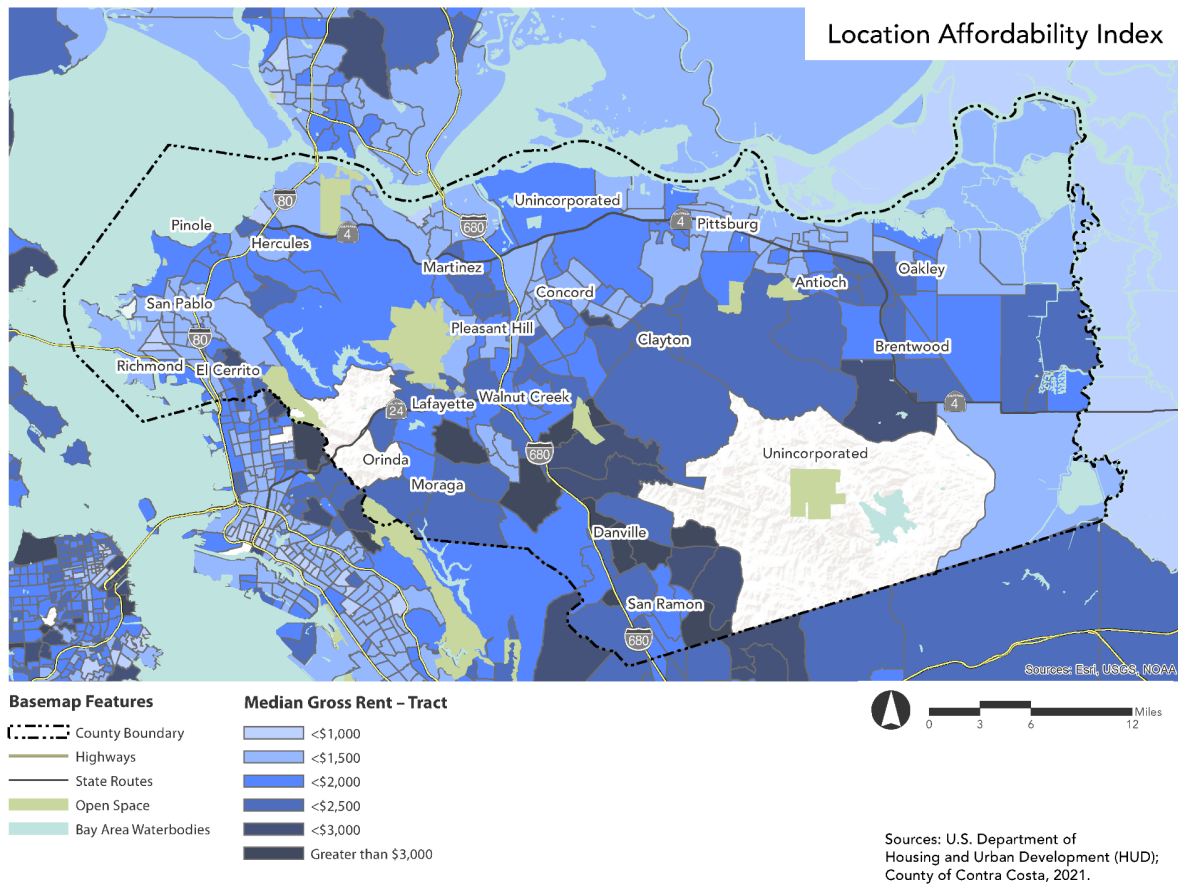 Location Affordability Index
80
Unincorporated
Pinole
4
680
4
Pittsburg
Hercules
Martinez
Oakley
San Pablo
Concord
Antioch
80
Pleasant Hill
Clayton
Brentwood
Richmond
El Cerrito
24
Lafayette
Walnut Creek
4
Orinda
680
Unincorporated
Moraga
Danville
San Ramon
680
Sources: Esri, USGS, NOAA
Basemap Features
County Boundary
Highways
State Routes
Open Space
Bay Area Waterbodies
Median Gross Rent – Tract
<$1,000
<$1,500
<$2,000
<$2,500
<$3,000
Greater than $3,000
0 3 6 12 Miles
Sources: U.S. Department of
Housing and Urban Development (HUD);
County of Contra Costa, 2021.